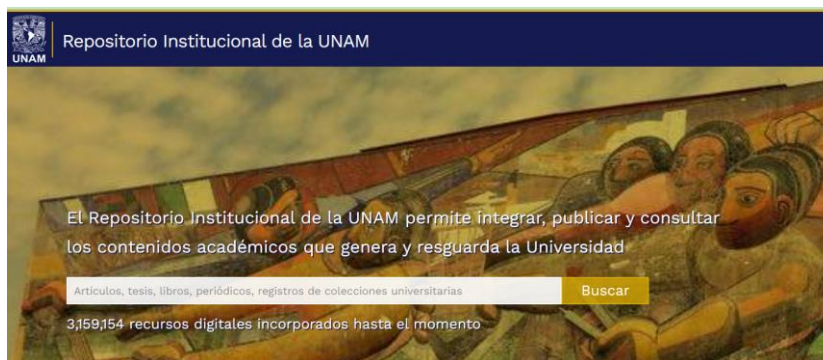 UNAM
Repositorio Institucional de la UNAM
El Repositorio Institucional de la UNAM permite integrar, publicar y consultar
los contenidos académicos que genera y resguarda la Universidad
Artículos, tesis, libros, periódicos, registros de colecciones universitarias
Buscar
3,159,154 recursos digitales incorporados hasta el momento